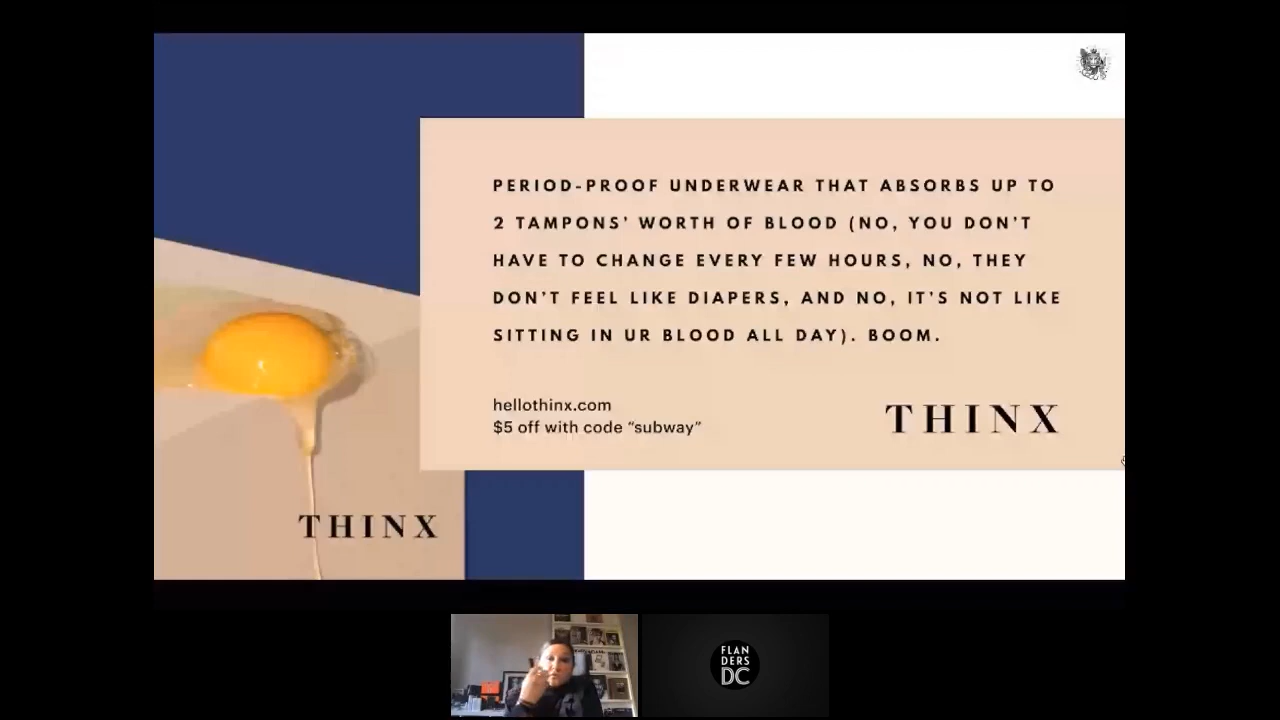 PERIOD-PROOF UNDERWEAR THAT ABSORBS UP TO
2 TAMPONS’ WORTH OF BLOOD (NO, YOU DON’T
HAVE TO CHANGE EVERY FEW HOURS, NO, THEY
DON’T FEEL LIKE DIAPERS, AND NO, IT’S NOT LIKE
SITTING IN UR BLOOD ALL DAY). BOOM.
hellothinx.com
$5 off with code “subway”
THINX
THINX
FLAN
DERS
DC